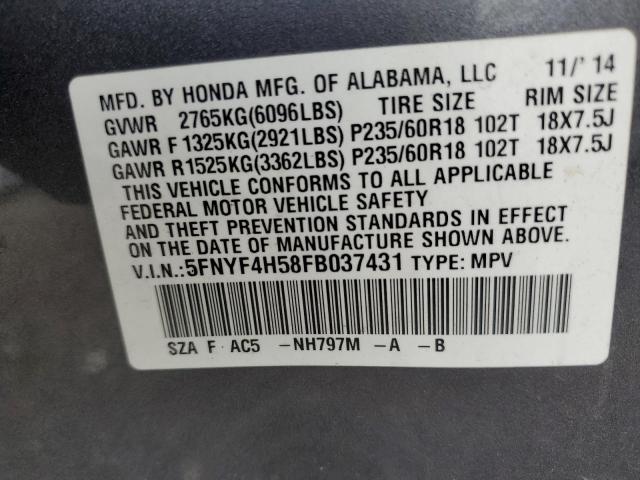 MFD. BY HONDA MFG. OF ALABAMA, LLC 11/' 14
GVWR 2765KG(6096LBS) TIRE SIZE RIM SIZE
GAWR F 1325KG(2921LBS) P235/60R18 102T 18X7.5J
GAWR R1525KG(3362LBS) P235/60R18 102T 18X7.5J
THIS VEHICLE CONFORMS TO ALL APPLICABLE
FEDERAL MOTOR VEHICLE SAFETY
AND THEFT PREVENTION STANDARDS IN EFFECT
ON THE DATE OF MANUFACTURE SHOWN ABOVE.
V.I.N.:5FNYF4H58FB037431 TYPE: MPV
SZA F AC5 -NH797M -A -B